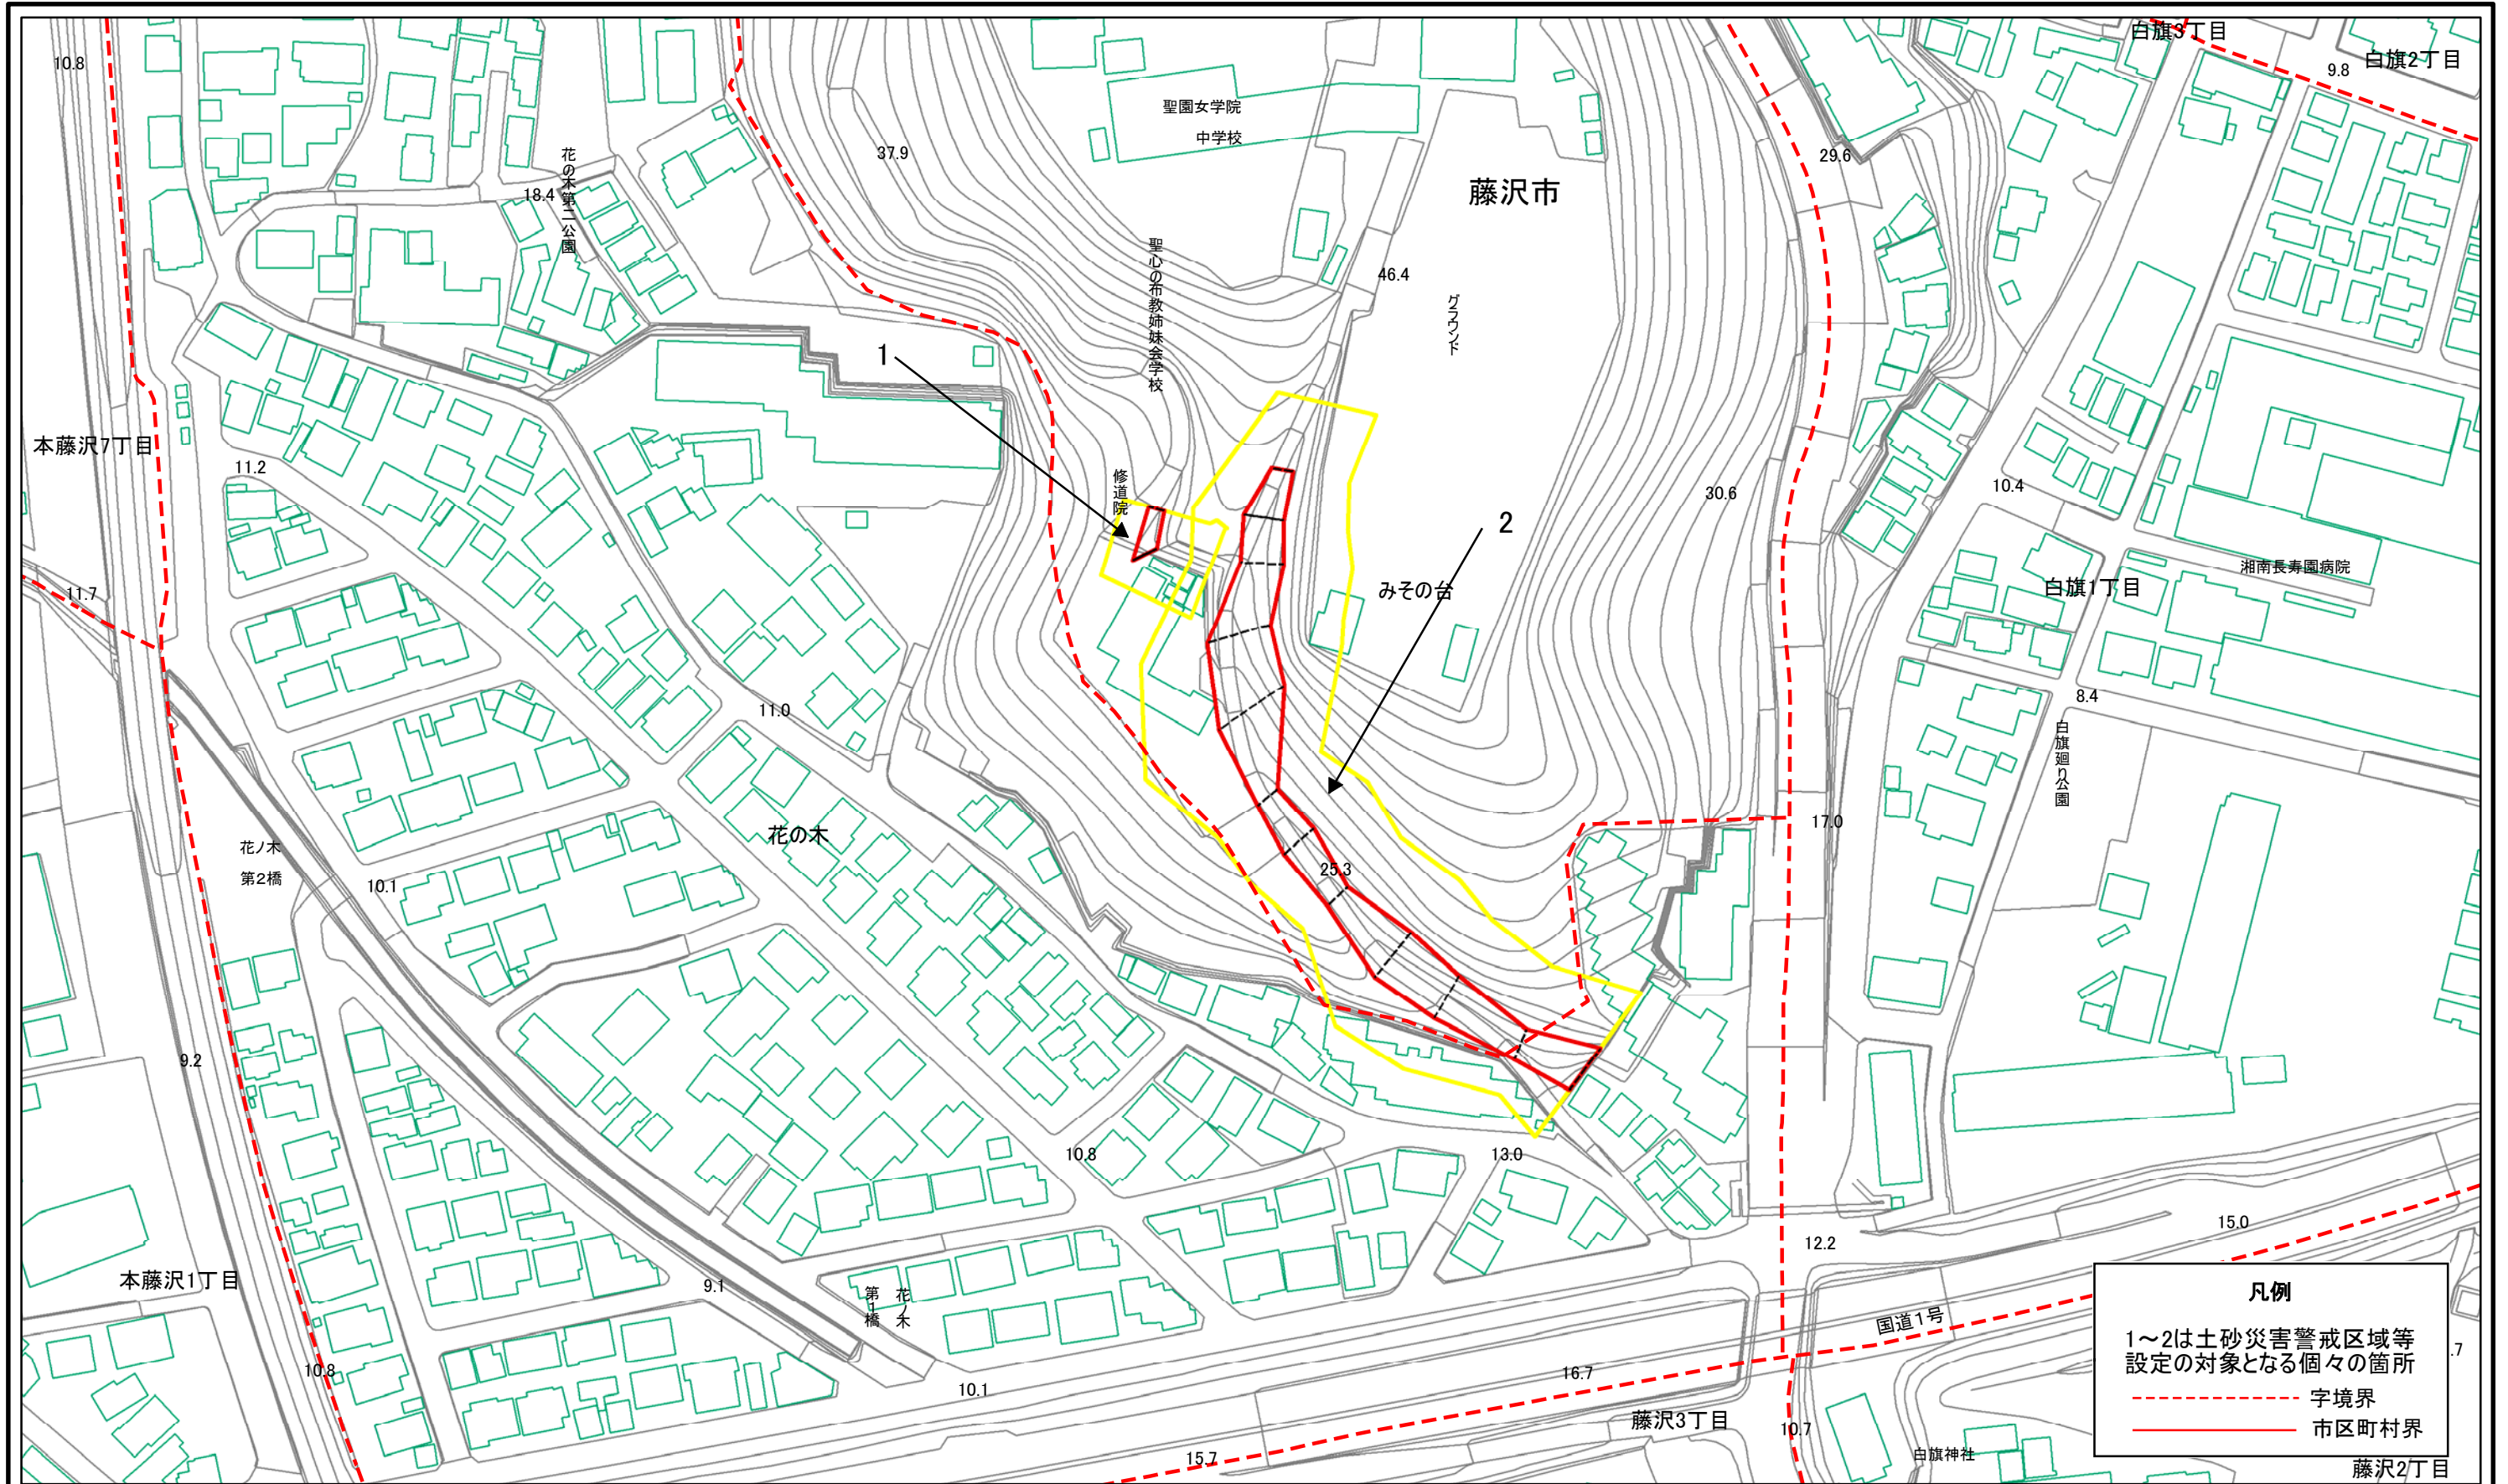 白旗3丁目
白旗2丁目
10.8
9.8
聖園女学院
中学校
37.9
29.6
花の木第二公園
18.4
藤沢市
聖心の布教姉妹会学校
46.4
グラウンド
1
本藤沢7丁目
11.2
修道院
30.6
10.4
2
11.7
みその台
湘南長寿園病院
白旗1丁目
8.4
11.0
白旗廻り公園
17.0
花の木
花ノ木
第2橋
10.1
25.3
9.2
10.8
13.0
15.0
12.2
本藤沢1丁目
9.1
花ノ木
第1橋
凡例
1~2は土砂災害警戒区域等
設定の対象となる個々の箇所
字境界
市区町村界
国道1号
.7
10.8
16.7
10.1
藤沢3丁目
10.7
15.7
白旗神社
藤沢2丁目